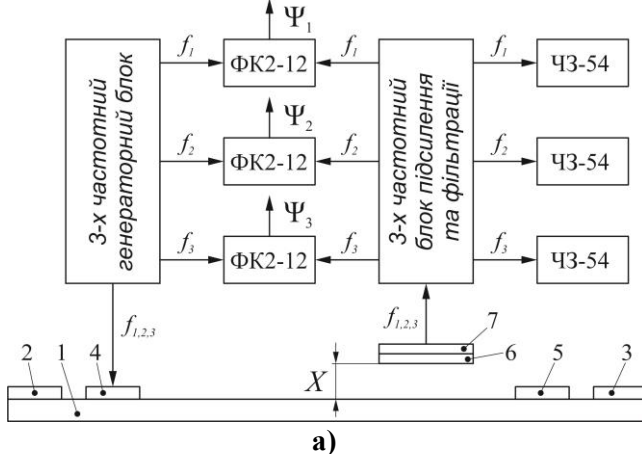 Ψ1
f1
ФК2-12
f1
f1
ЧЗ-54
3-х частотний
генераторний блок
Ψ2
f2
ФК2-12
f2
3-х частотний
блок підсилення
та фільтрації
f2
ЧЗ-54
Ψ3
f3
ФК2-12
f3
f3
ЧЗ-54
f1,2,3
f1,2,3
7
6
2
1
4
X
5
3
а)